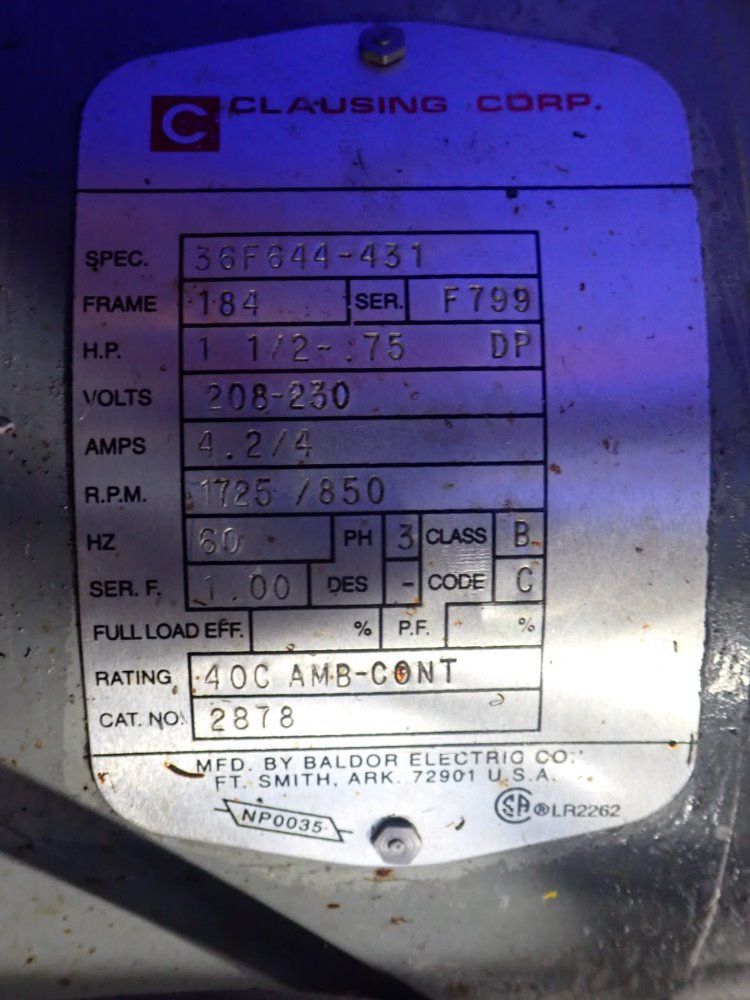 C CLAUSING CORP.
SPEC. 36F644-431
FRAME 184 SER. F799
H.P. 1 1/2-.75 DP
VOLTS 208-230
AMPS 4.2/4
R.P.M. 1725/850
HZ 60 PH 3 CLASS B
SER. F. 1.00 DES - CODE C
FULL LOAD EFF. % P.F. %
RATING 40C AMB-CONT
CAT. NO. 2878
MFD. BY BALDOR ELECTRIC CO.
FT. SMITH, ARK. 72901 U.S.A.
NP0035
SA ® LR2262